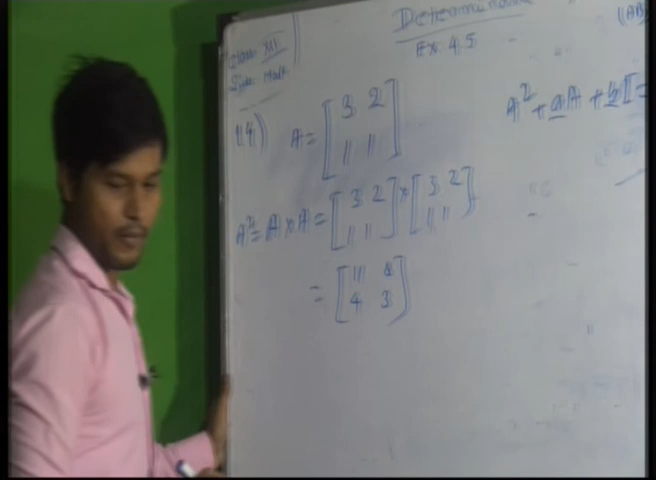 Determinant
Ex. 4.5
Class XII
Sub: Math
14) A = [3 2
1 1]
A² + aA + bI =
A² = A × A = [3 2 × [3 2
1 1] 1 1]
= [11 8
4 3]